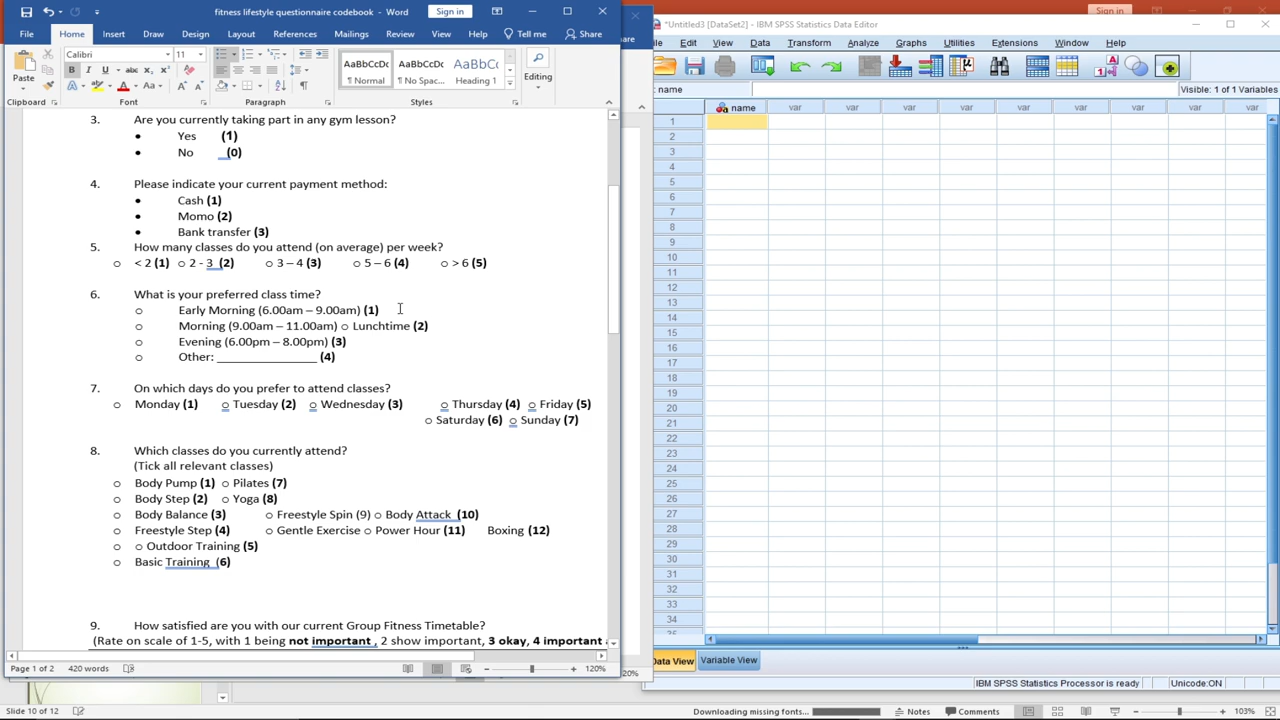 fitness lifestyle questionnaire codebook
Sign in
File Home Insert Draw Design Layout References Mailings Review View Help Tell me Share
Paste
Calibri 11
Clipboard
Font
Paragraph
AaBbCcDc AaBbCcDc AaBbC
¶ Normal ¶ No Spac... Heading 1
Styles
Editing
3. Are you currently taking part in any gym lesson?
• Yes (1)
• No (0)
4. Please indicate your current payment method:
• Cash (1)
• Momo (2)
• Bank transfer (3)
5. How many classes do you attend (on average) per week?
o < 2 (1) o 2 - 3 (2) o 3 – 4 (3) o 5 – 6 (4) o > 6 (5)
6. What is your preferred class time?
o Early Morning (6.00am – 9.00am) (1)
o Morning (9.00am – 11.00am) o Lunchtime (2)
o Evening (6.00pm – 8.00pm) (3)
o Other: __________________ (4)
7. On which days do you prefer to attend classes?
o Monday (1) o Tuesday (2) o Wednesday (3) o Thursday (4) o Friday (5)
o Saturday (6) o Sunday (7)
8. Which classes do you currently attend?
(Tick all relevant classes)
o Body Pump (1) o Pilates (7)
o Body Step (2) o Yoga (8)
o Body Balance (3) o Freestyle Spin (9) o Body Attack (10)
o Freestyle Step (4) o Gentle Exercise o Power Hour (11) Boxing (12)
o o Outdoor Training (5)
o Basic Training (6)
9. How satisfied are you with our current Group Fitness Timetable?
(Rate on scale of 1-5, with 1 being not important , 2 show important, 3 okay, 4 important
Page 1 of 2 420 words 120%
Slide 10 of 12
Sign in
*Untitled3 [DataSet2] - IBM SPSS Statistics Data Editor
Edit View Data Transform Analyze Graphs Utilities Extensions Window Help
: name
Visible: 1 of 1 Variables
name var var var var var var var var var
1
2
3
4
5
6
7
8
9
10
11
12
13
14
15
16
17
18
19
20
21
22
23
24
25
26
27
28
29
30
31
32
33
Data View Variable View
IBM SPSS Statistics Processor is ready Unicode:ON
Downloading missing fonts... Notes Comments 103%